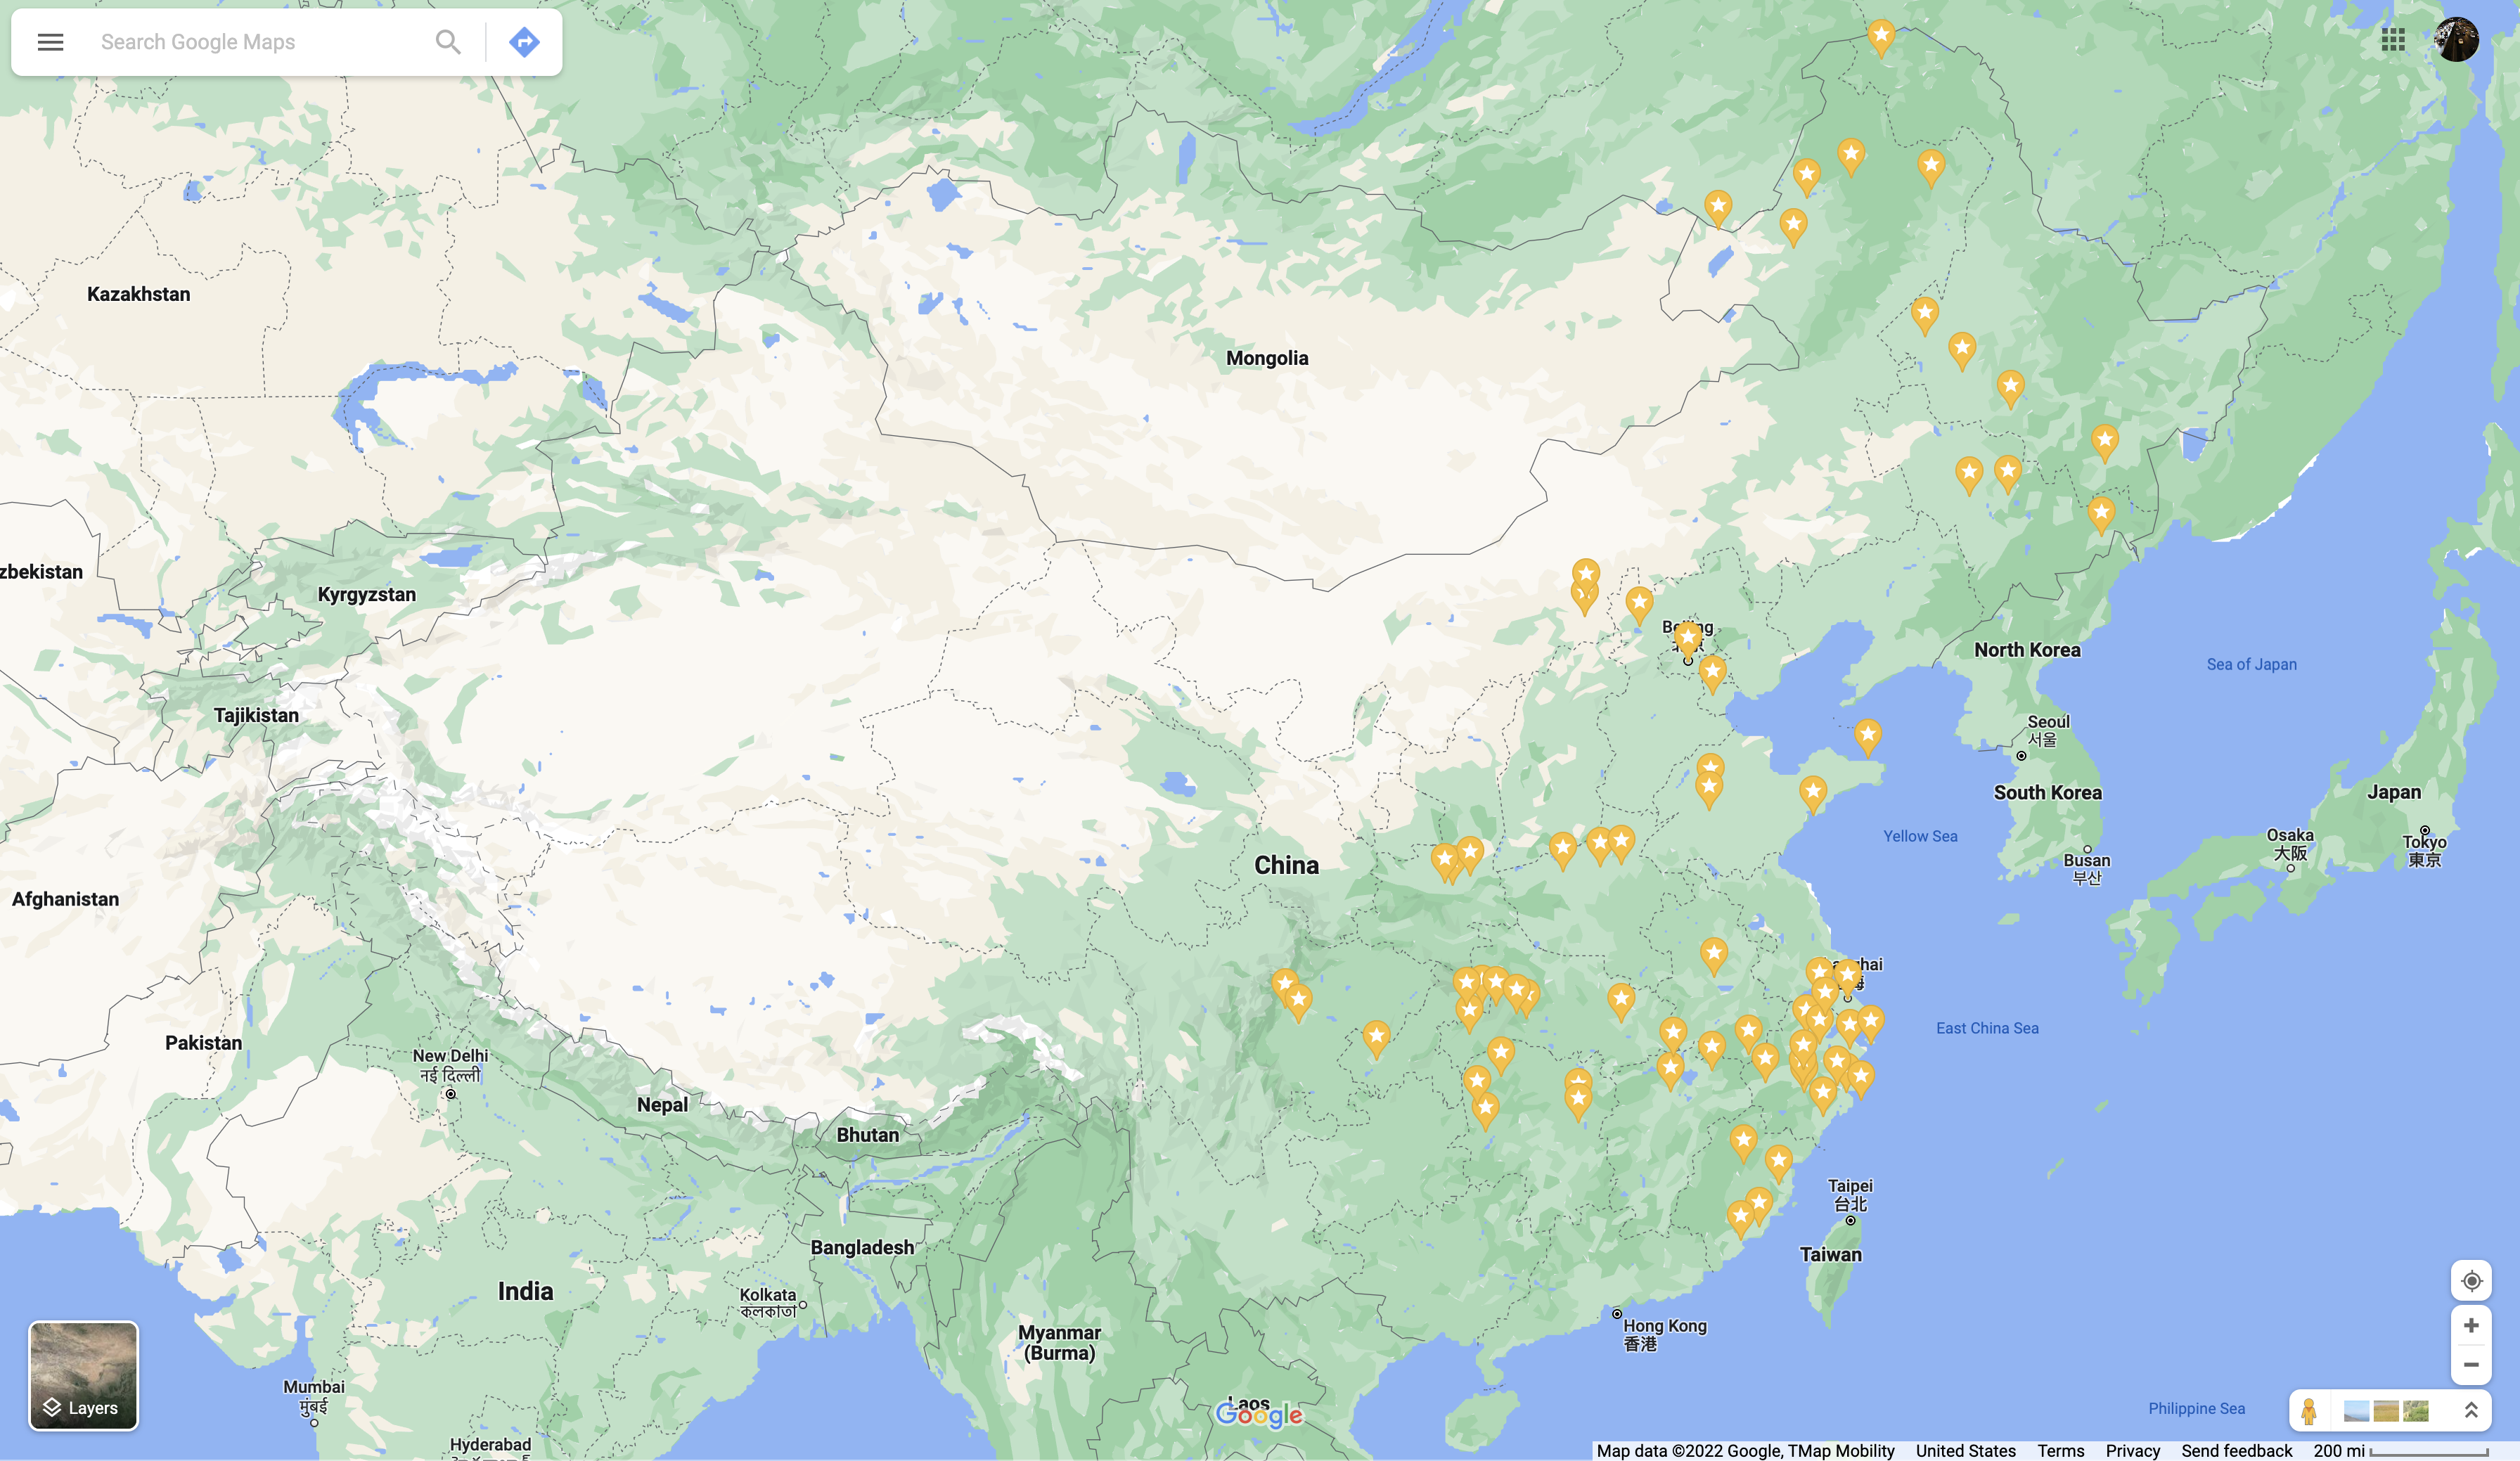 Search Google Maps
Kazakhstan
Mongolia
zbekistan
Kyrgyzstan
North Korea
Sea of Japan
Tajikistan
Seoul
서울
South Korea
Japan
Yellow Sea
Osaka
大阪
Tokyo
東京
Busan
부산
China
Afghanistan
East China Sea
Pakistan
New Delhi
नई दिल्ली
Nepal
Bhutan
Taipei
台北
Bangladesh
Taiwan
India
Kolkata
কলকাতা
Myanmar
(Burma)
Hong Kong
香港
Mumbai
मुंबई
Layers
Laos
Google
Philippine Sea
Hyderabad
Map data ©2022 Google, TMap Mobility United States Terms Privacy Send feedback 200 mi